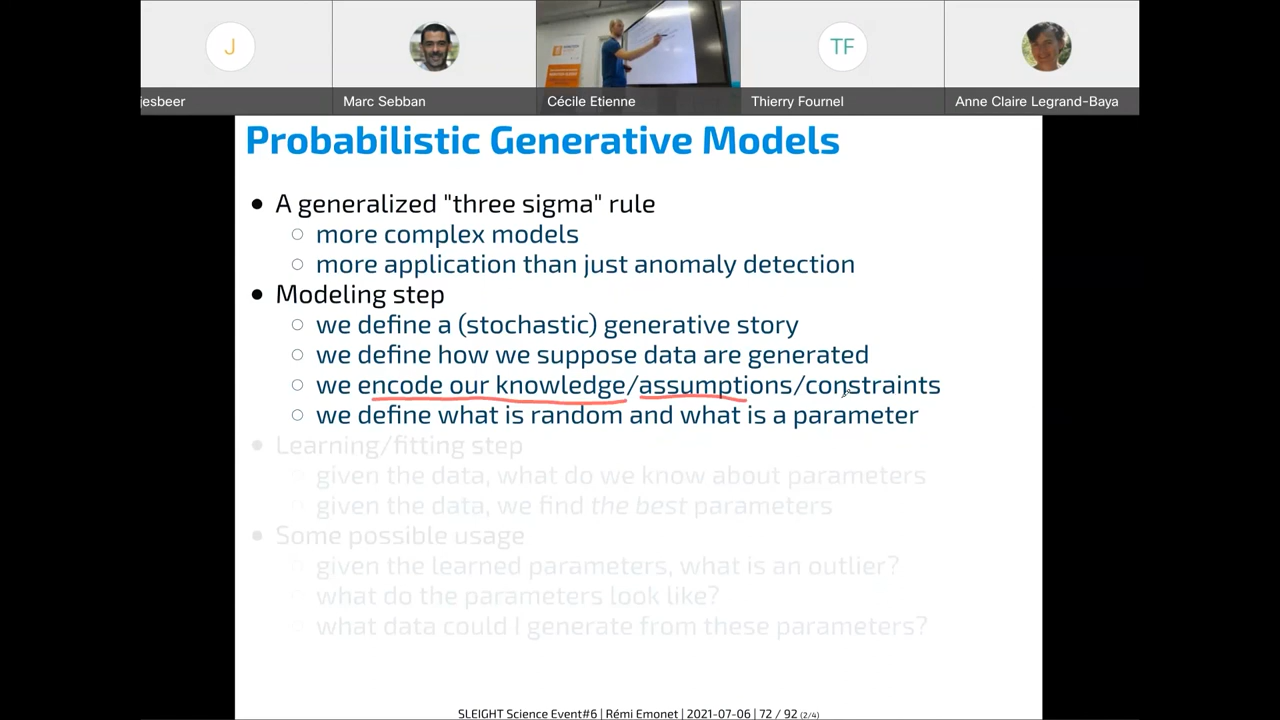 J
TF
jesbeer
Marc Sebban
Cécile Etienne
Thierry Fournel
Anne Claire Legrand-Baya
Probabilistic Generative Models
A generalized "three sigma" rule
more complex models
more application than just anomaly detection
Modeling step
we define a (stochastic) generative story
we define how we suppose data are generated
we encode our knowledge/assumptions/constraints
we define what is random and what is a parameter
Learning/fitting step
given the data, what do we know about parameters
given the data, we find the best parameters
Some possible usage
given the learned parameters, what is an outlier?
what do the parameters look like?
what data could I generate from these parameters?
SLEIGHT Science Event#6 | Rémi Emonet | 2021-07-06 | 72 / 92 (2/4)